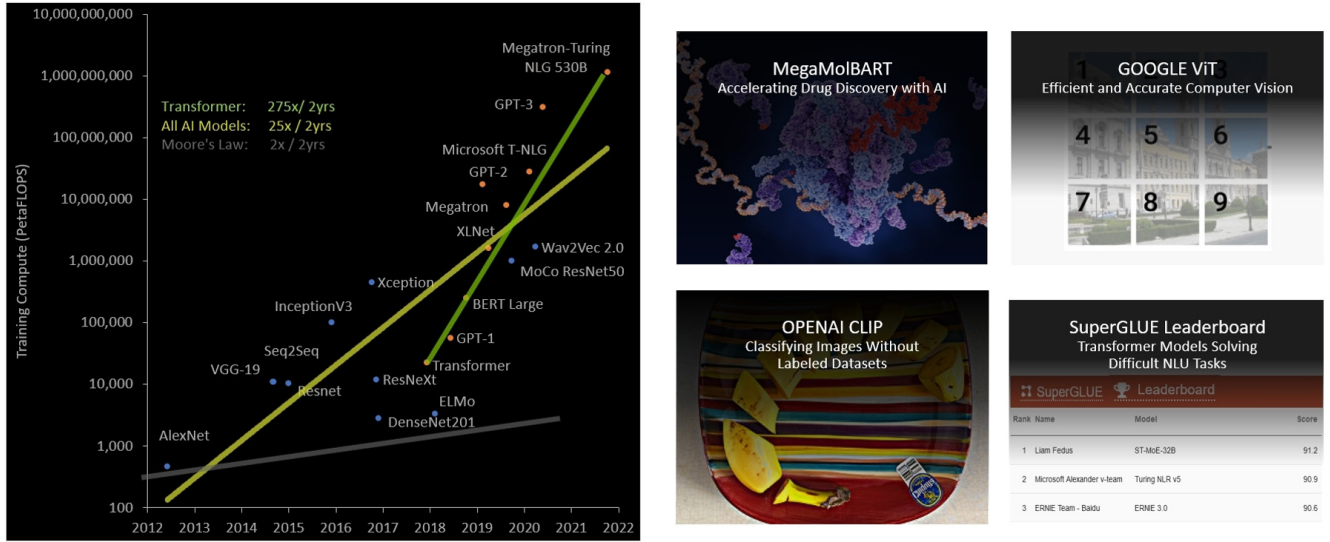 10,000,000,000
1,000,000,000
100,000,000
10,000,000
1,000,000
100,000
10,000
1,000
100
Training Compute (PetaFLOPS)
2012 2013 2014 2015 2016 2017 2018 2019 2020 2021 2022
Transformer: 275x/ 2yrs
All AI Models: 25x / 2yrs
Moore's Law: 2x / 2yrs
Megatron-Turing
NLG 530B
GPT-3
Microsoft T-NLG
GPT-2
Megatron
XLNet
Wav2Vec 2.0
MoCo ResNet50
Xception
InceptionV3
BERT Large
Seq2Seq
GPT-1
VGG-19
Transformer
Resnet
ResNeXt
ELMo
DenseNet201
AlexNet
MegaMolBART
Accelerating Drug Discovery with AI
GOOGLE ViT
Efficient and Accurate Computer Vision
1 3
4 5 6
7 8 9
OPENAI CLIP
Classifying Images Without
Labeled Datasets
SuperGLUE Leaderboard
Transformer Models Solving
Difficult NLU Tasks
SuperGLUE Leaderboard
Rank Name Model Score
1 Liam Fedus ST-MoE-32B 91.2
2 Microsoft Alexander v-team Turing NLR v5 90.9
3 ERNIE Team - Baidu ERNIE 3.0 90.6